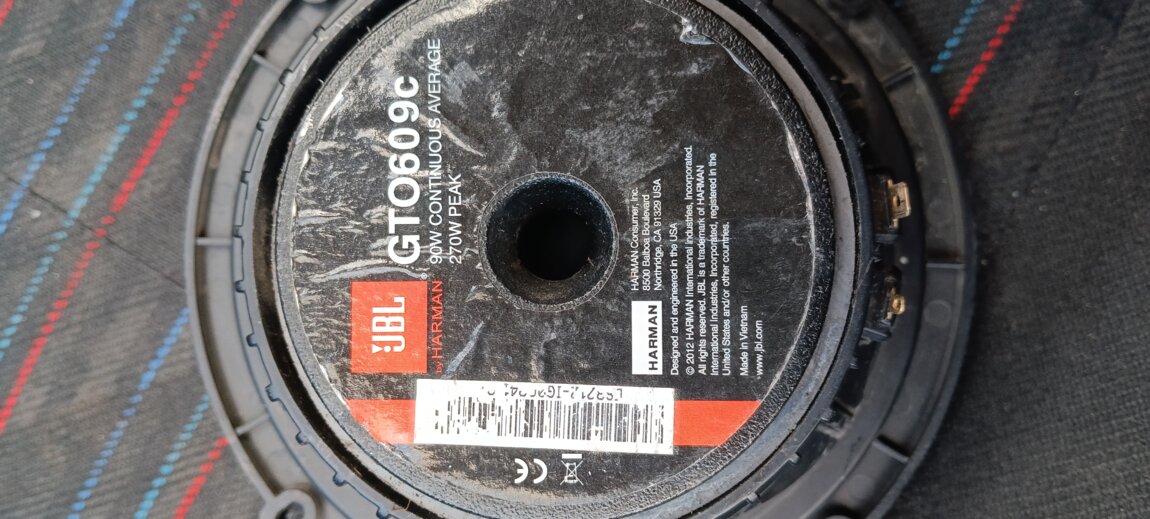 JBL
by HARMAN
GTO609C
90W CONTINUOUS AVERAGE
270W PEAK
HARMAN
HARMAN Consumer, Inc.
8500 Balboa Boulevard
Northridge, CA 91329 USA
Designed and engineered in the USA
© 2012 HARMAN International Industries, Incorporated.
All rights reserved. JBL is a trademark of HARMAN
International Industries, Incorporated, registered in the
United States and/or other countries.
Made in Vietnam
www.jbl.com
CE